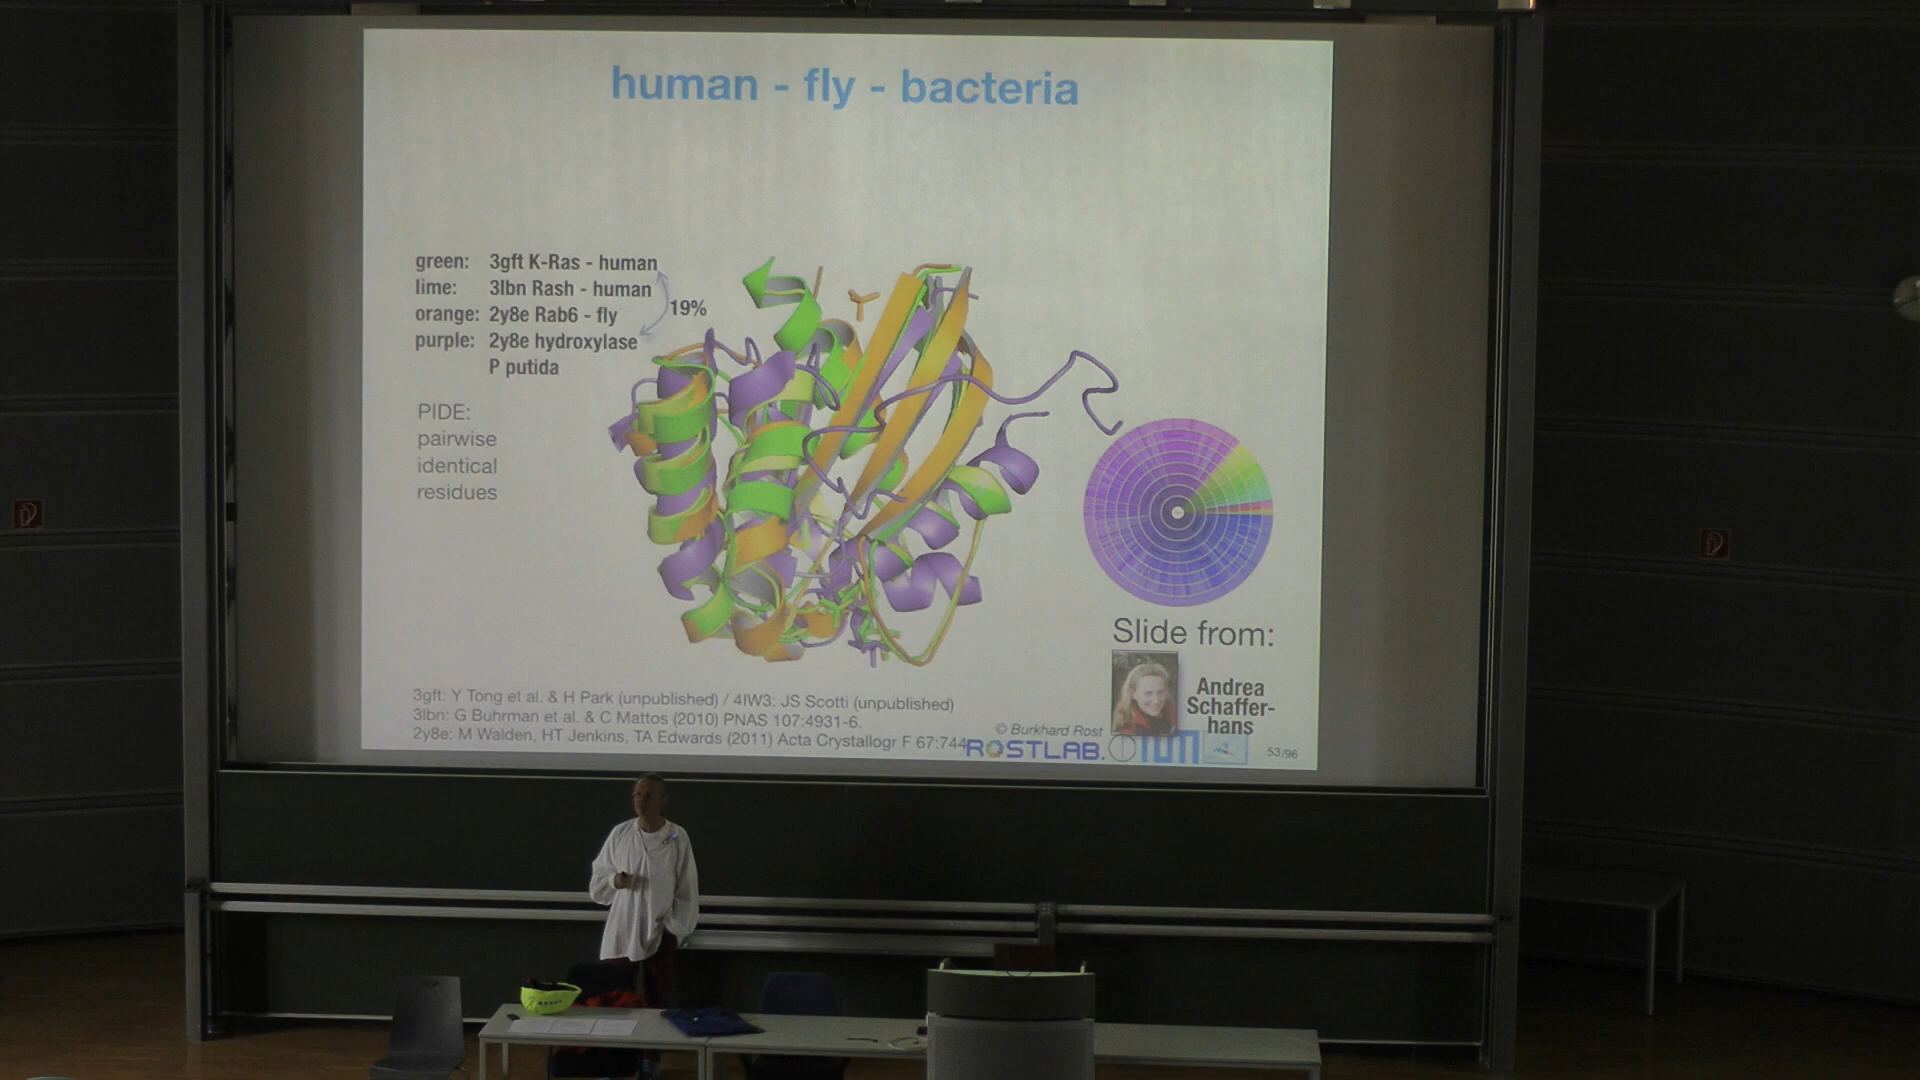 human - fly - bacteria
green: 3gft K-Ras - human
lime: 3lbn Rash - human
orange: 2y8e Rab6 - fly
purple: 2y8e hydroxylase
P putida
19%
PIDE:
pairwise
identical
residues
Slide from:
Andrea
Schaffer-
hans
3gft: Y Tong et al. & H Park (unpublished) / 4IW3: JS Scotti (unpublished)
3lbn: G Buhrman et al. & C Mattos (2010) PNAS 107:4931-6.
2y8e: M Walden, HT Jenkins, TA Edwards (2011) Acta Crystallogr F 67:744
© Burkhard Rost
ROSTLAB.
TUM
53/96